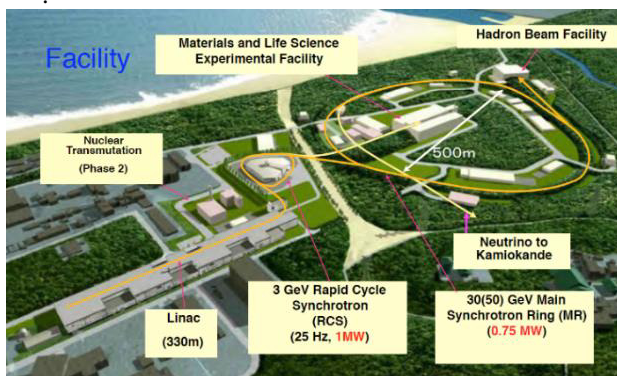 Facility
Materials and Life Science
Experimental Facility
Hadron Beam Facility
Nuclear
Transmutation
(Phase 2)
500m
Neutrino to
Kamiokande
Linac
(330m)
3 GeV Rapid Cycle
Synchrotron
(RCS)
(25 Hz, 1MW)
30(50) GeV Main
Synchrotron Ring (MR)
(0.75 MW)